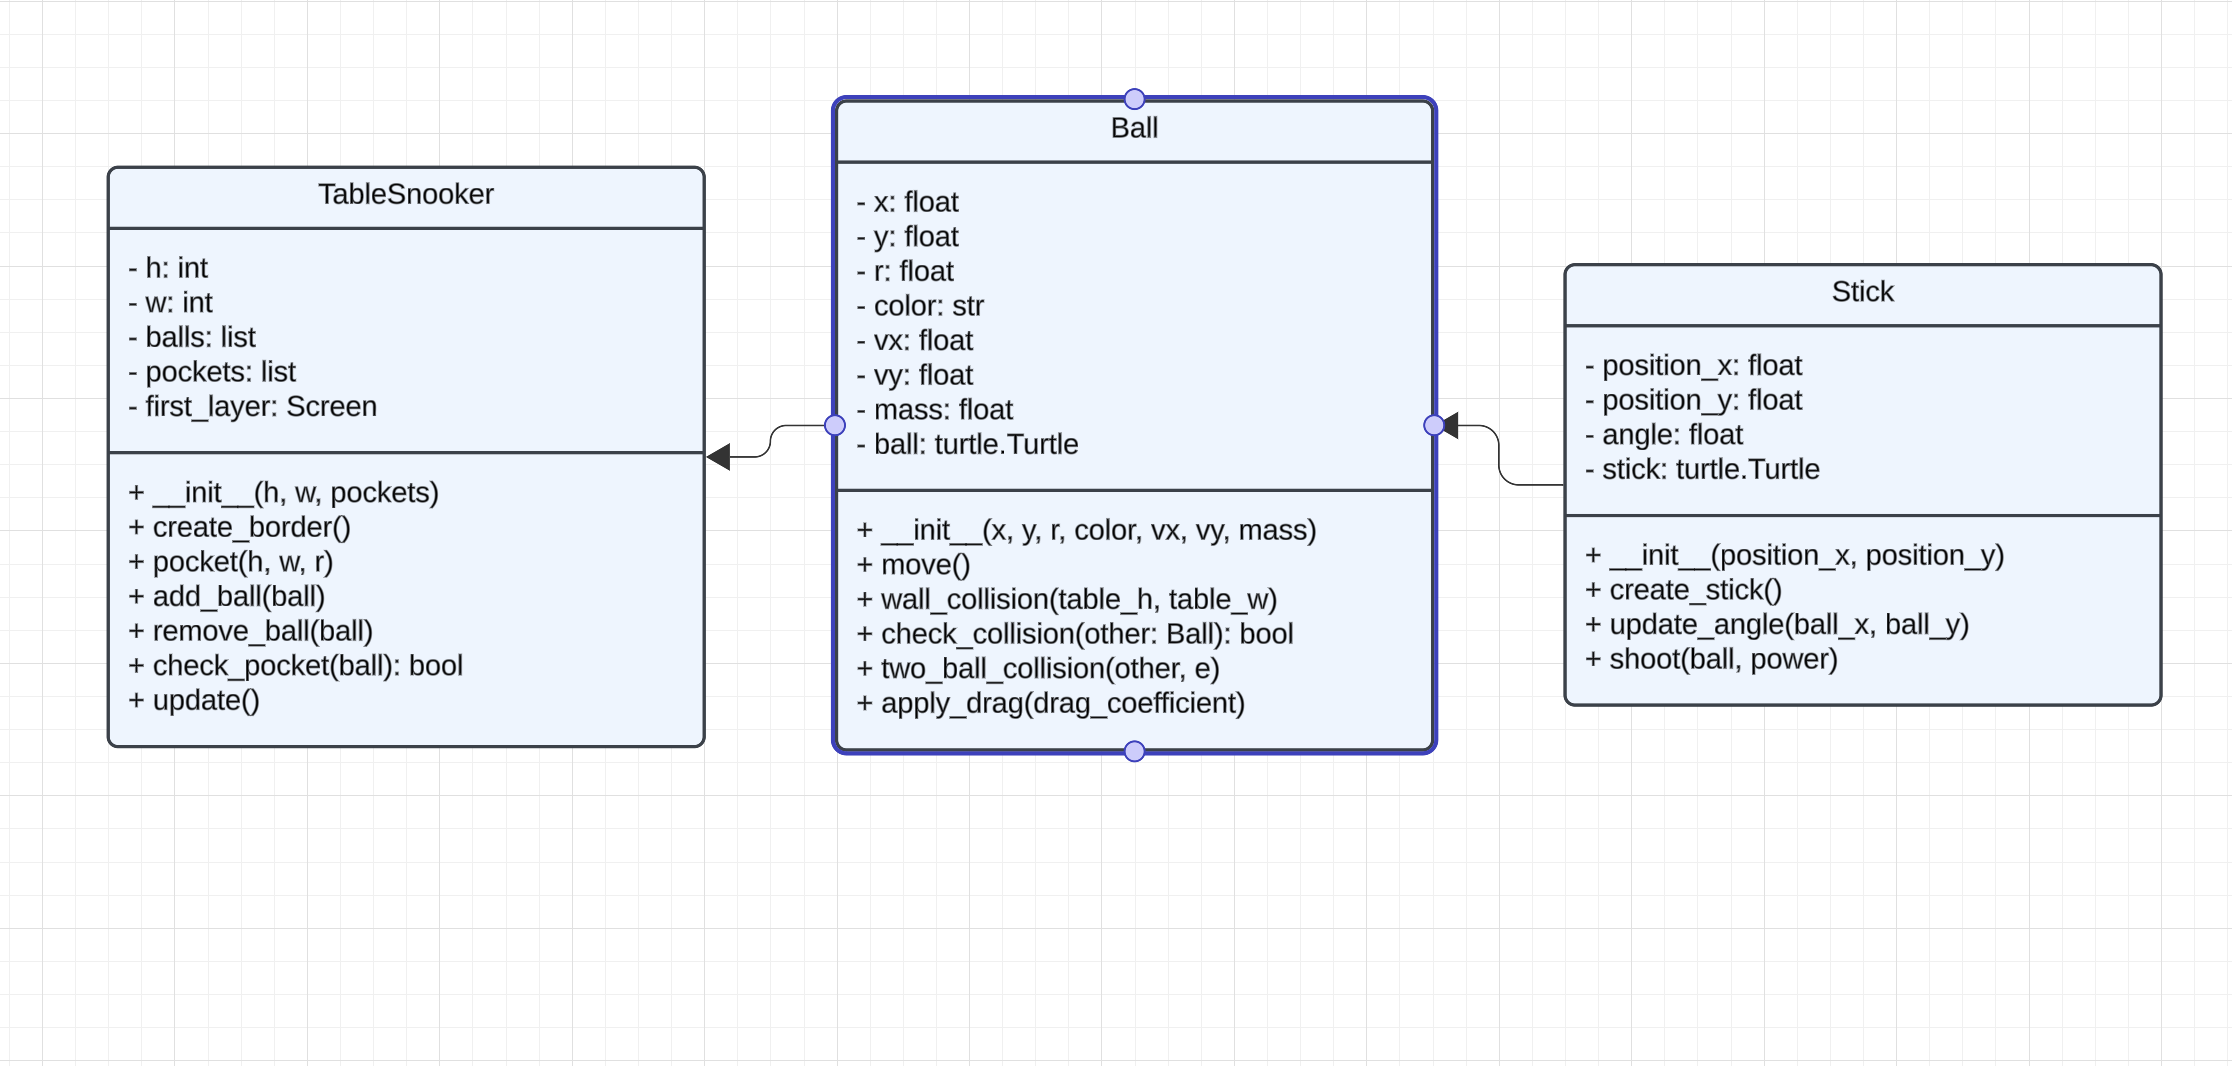 TableSnooker
- h: int
- w: int
- balls: list
- pockets: list
- first_layer: Screen
+ __init__(h, w, pockets)
+ create_border()
+ pocket(h, w, r)
+ add_ball(ball)
+ remove_ball(ball)
+ check_pocket(ball): bool
+ update()
Ball
- x: float
- y: float
- r: float
- color: str
- vx: float
- vy: float
- mass: float
- ball: turtle.Turtle
+ __init__(x, y, r, color, vx, vy, mass)
+ move()
+ wall_collision(table_h, table_w)
+ check_collision(other: Ball): bool
+ two_ball_collision(other, e)
+ apply_drag(drag_coefficient)
Stick
- position_x: float
- position_y: float
- angle: float
- stick: turtle.Turtle
+ __init__(position_x, position_y)
+ create_stick()
+ update_angle(ball_x, ball_y)
+ shoot(ball, power)